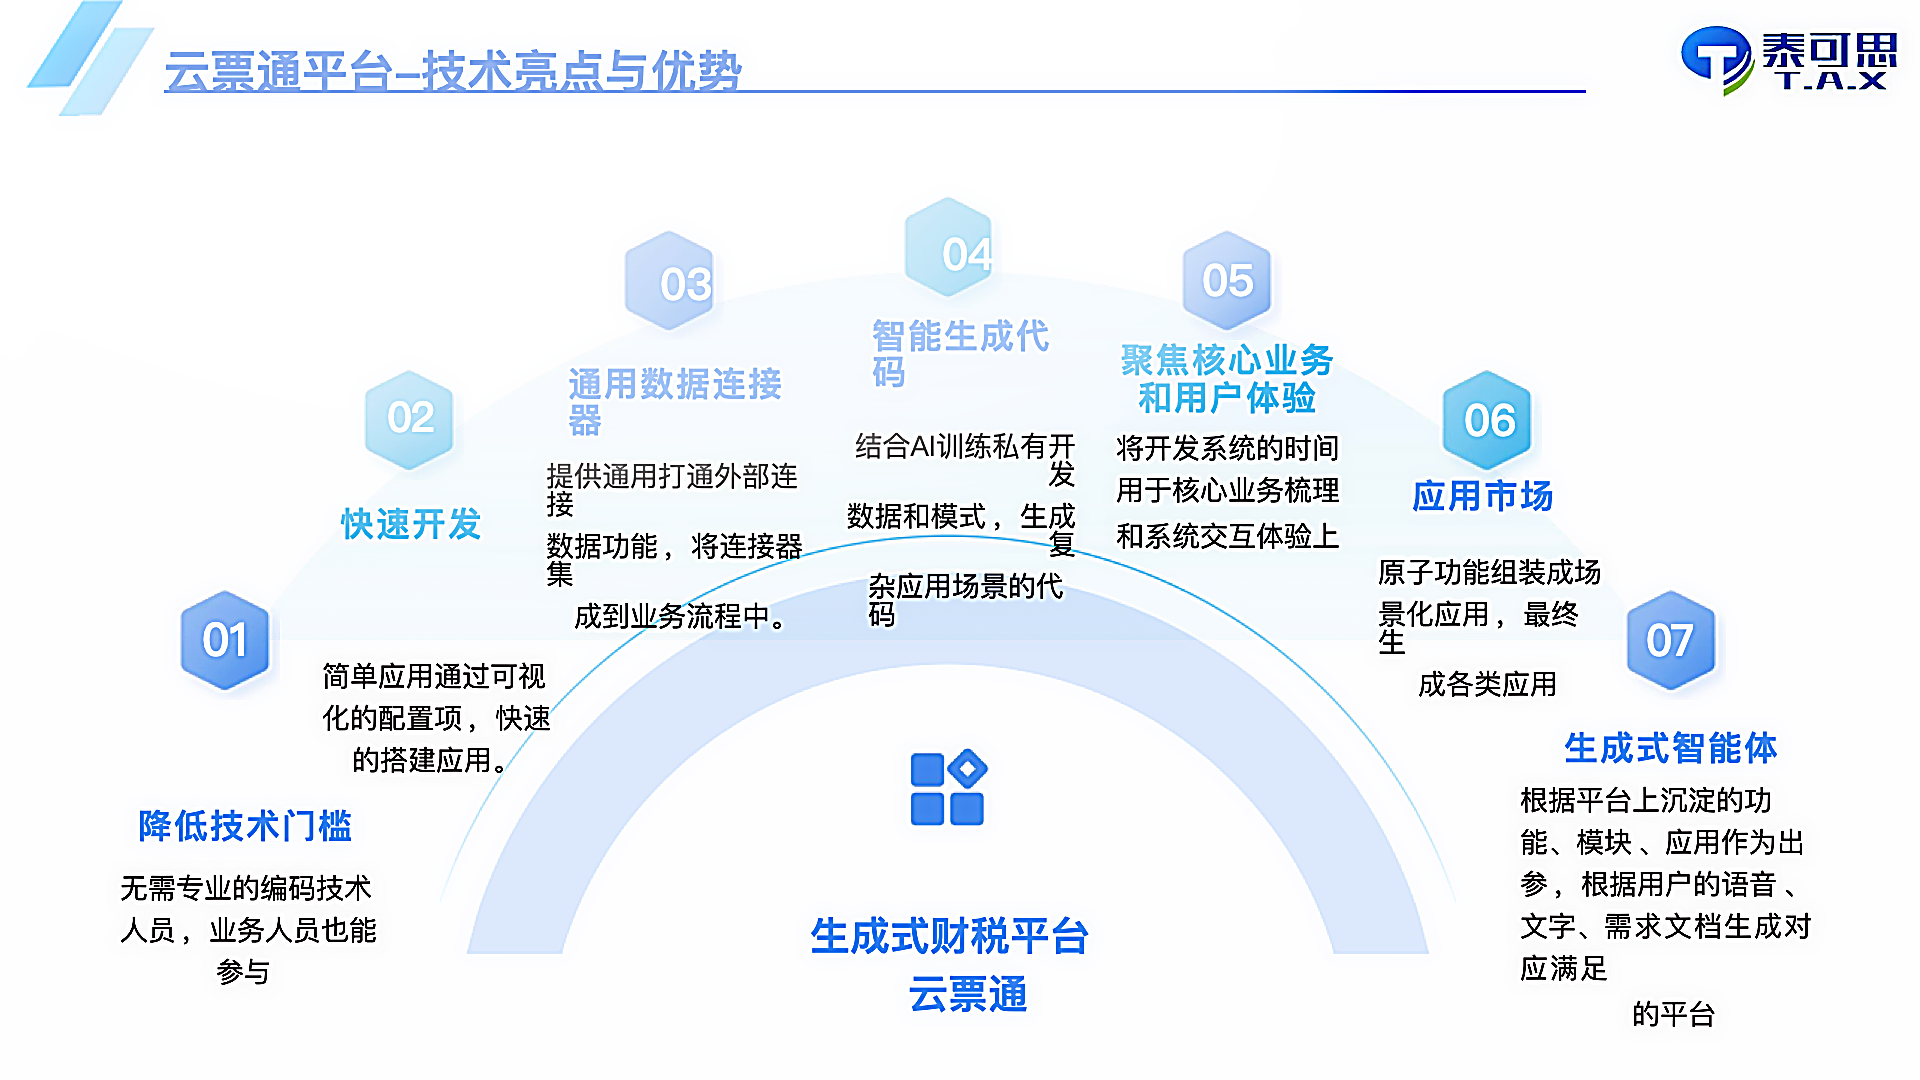 云票通平台–技术亮点与优势
泰可思
T-A-X
01
降低技术门槛
无需专业的编码技术
人员，业务人员也能
参与
02
快速开发
简单应用通过可视
化的配置项，快速
的搭建应用。
03
通用数据连接
器
提供通用打通外部连
接
数据功能，将连接器
集
成到业务流程中。
04
智能生成代
码
结合AI训练私有开
发
数据和模式，生成
复
杂应用场景的代
码
05
聚焦核心业务
和用户体验
将开发系统的时间
用于核心业务梳理
和系统交互体验上
06
应用市场
原子功能组装成场
景化应用，最终
生
成各类应用
07
生成式智能体
根据平台上沉淀的功
能、模块、应用作为出
参，根据用户的语音、
文字、需求文档生成对
应满足
的平台
生成式财税平台
云票通